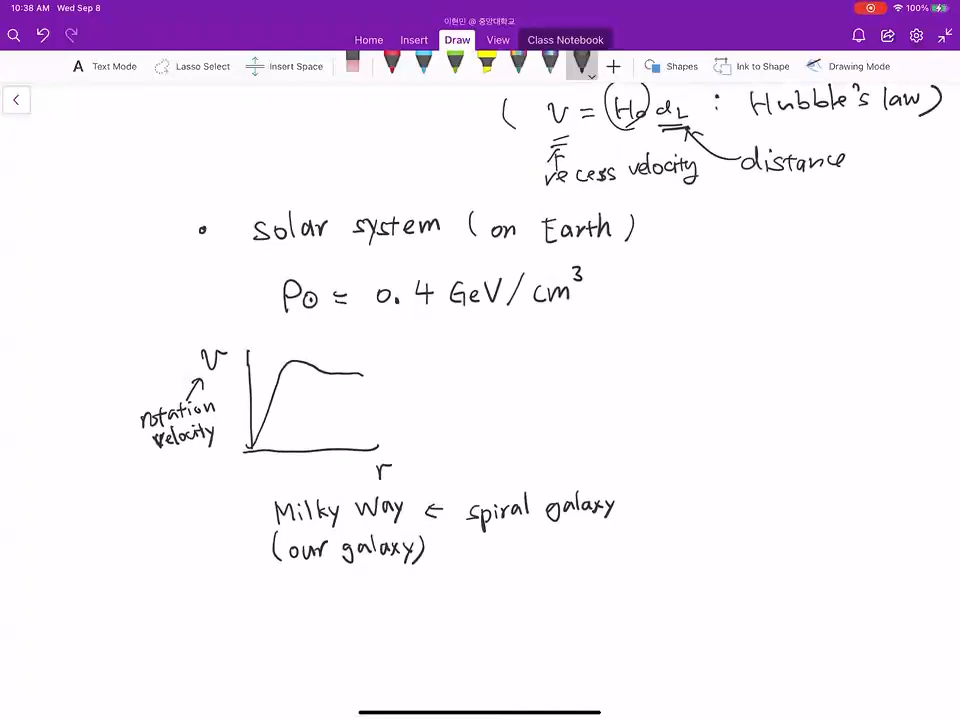 10:38 AM Wed Sep 8
100%
이현민 @ 중앙대학교
Home Insert Draw View Class Notebook
Text Mode Lasso Select Insert Space Shapes Ink to Shape Drawing Mode
( v = (H₀) d_L : Hubble's law )
recess velocity distance
• solar system (on Earth)
ρ⊙ ≃ 0.4 GeV/cm³
v
rotation
velocity
r
Milky Way ← spiral galaxy
(our galaxy)